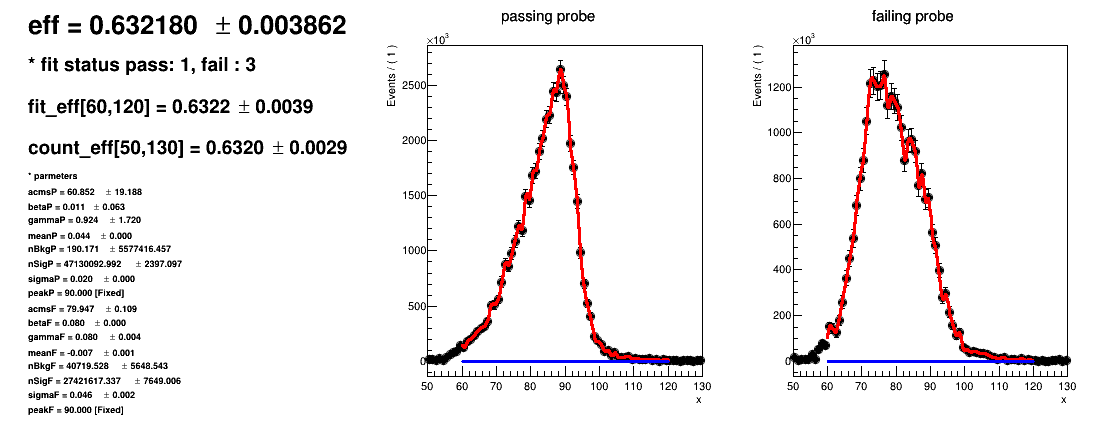 eff = 0.632180 ± 0.003862
* fit status pass: 1, fail : 3
fit_eff[60,120] = 0.6322 ± 0.0039
count_eff[50,130] = 0.6320 ± 0.0029
* parmeters
acmsP = 60.852 ± 19.188
betaP = 0.011 ± 0.063
gammaP = 0.924 ± 1.720
meanP = 0.044 ± 0.000
nBkgP = 190.171 ± 5577416.457
nSigP = 47130092.992 ± 2397.097
sigmaP = 0.020 ± 0.000
peakP = 90.000 [Fixed]
acmsF = 79.947 ± 0.109
betaF = 0.080 ± 0.000
gammaF = 0.080 ± 0.004
meanF = -0.007 ± 0.001
nBkgF = 40719.528 ± 5648.543
nSigF = 27421617.337 ± 7649.006
sigmaF = 0.046 ± 0.002
peakF = 90.000 [Fixed]
passing probe
×10³
Events / ( 1 )
2500
2000
1500
1000
500
0
50 60 70 80 90 100 110 120 130
x
failing probe
×10³
Events / ( 1 )
1200
1000
800
600
400
200
0
50 60 70 80 90 100 110 120 130
x